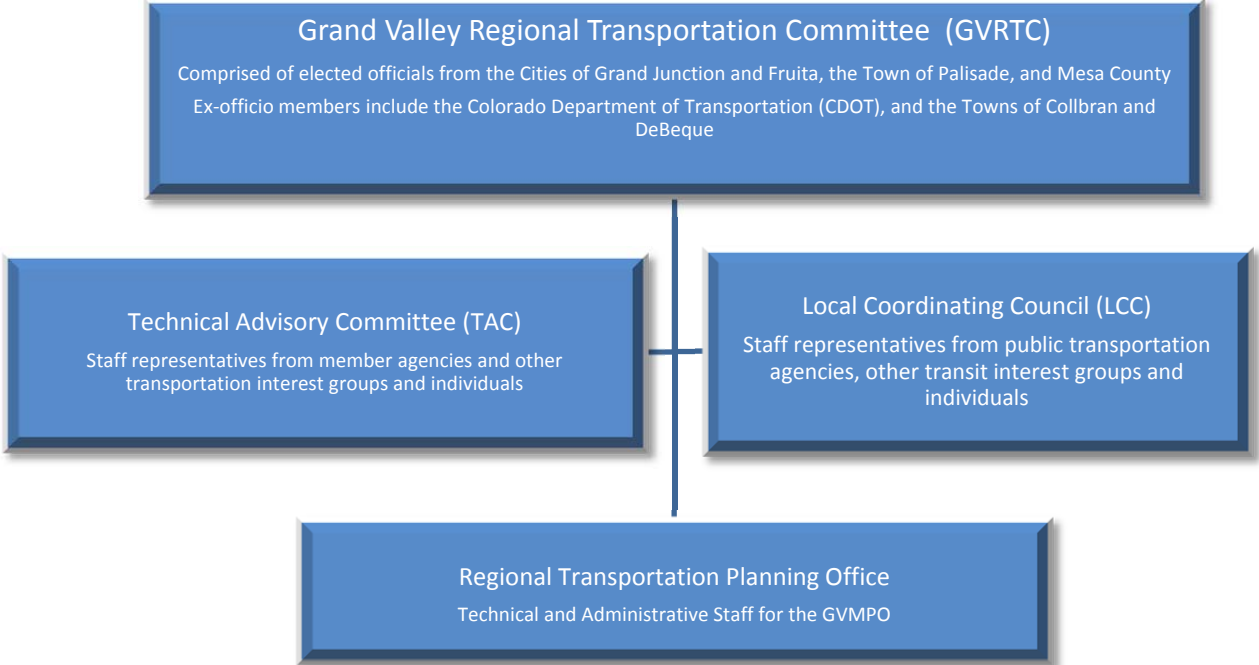 Grand Valley Regional Transportation Committee (GVRTC)
Comprised of elected officials from the Cities of Grand Junction and Fruita, the Town of Palisade, and Mesa County
Ex-officio members include the Colorado Department of Transportation (CDOT), and the Towns of Collbran and
DeBeque
Technical Advisory Committee (TAC)
Staff representatives from member agencies and other
transportation interest groups and individuals
Local Coordinating Council (LCC)
Staff representatives from public transportation
agencies, other transit interest groups and
individuals
Regional Transportation Planning Office
Technical and Administrative Staff for the GVMPO